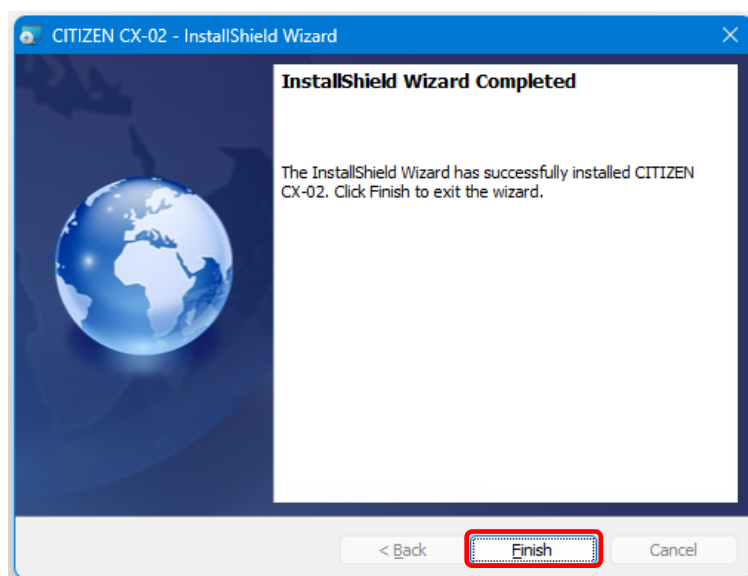 CITIZEN CX-02 - InstallShield Wizard
InstallShield Wizard Completed
The InstallShield Wizard has successfully installed CITIZEN
CX-02. Click Finish to exit the wizard.
< Back
Finish
Cancel